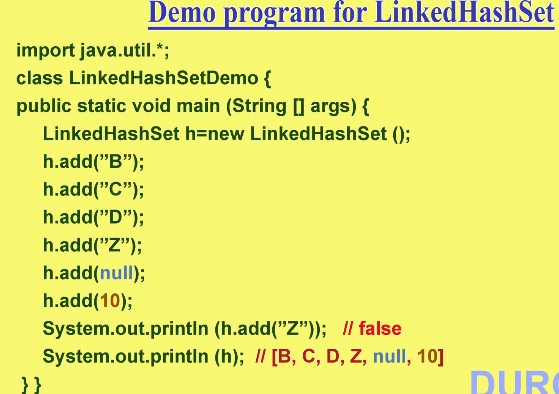 Demo program for LinkedHashSet
import java.util.*;
class LinkedHashSetDemo {
public static void main (String [] args) {
LinkedHashSet h=new LinkedHashSet ();
h.add(”B”);
h.add(”C”);
h.add(”D”);
h.add(”Z”);
h.add(null);
h.add(10);
System.out.println (h.add(”Z”)); // false
System.out.println (h); // [B, C, D, Z, null, 10]
} }